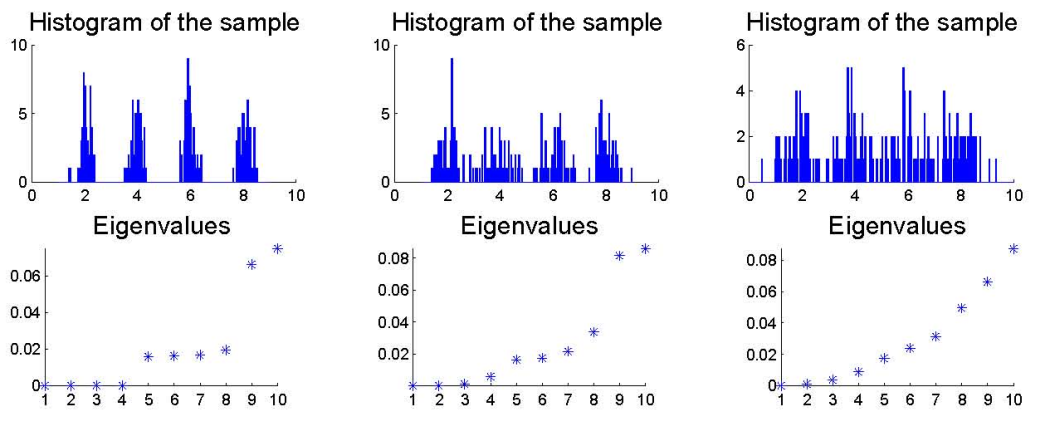 Histogram of the sample Histogram of the sample Histogram of the sample
10 10 6
5 5 4
2
0 0 0
0 2 4 6 8 10 0 2 4 6 8 10 0 2 4 6 8 10
Eigenvalues Eigenvalues Eigenvalues
0.08 0.08
0.06 0.06 0.06
0.04 0.04 0.04
0.02 0.02 0.02
0 0 0
1 2 3 4 5 6 7 8 9 10 1 2 3 4 5 6 7 8 9 10 1 2 3 4 5 6 7 8 9 10